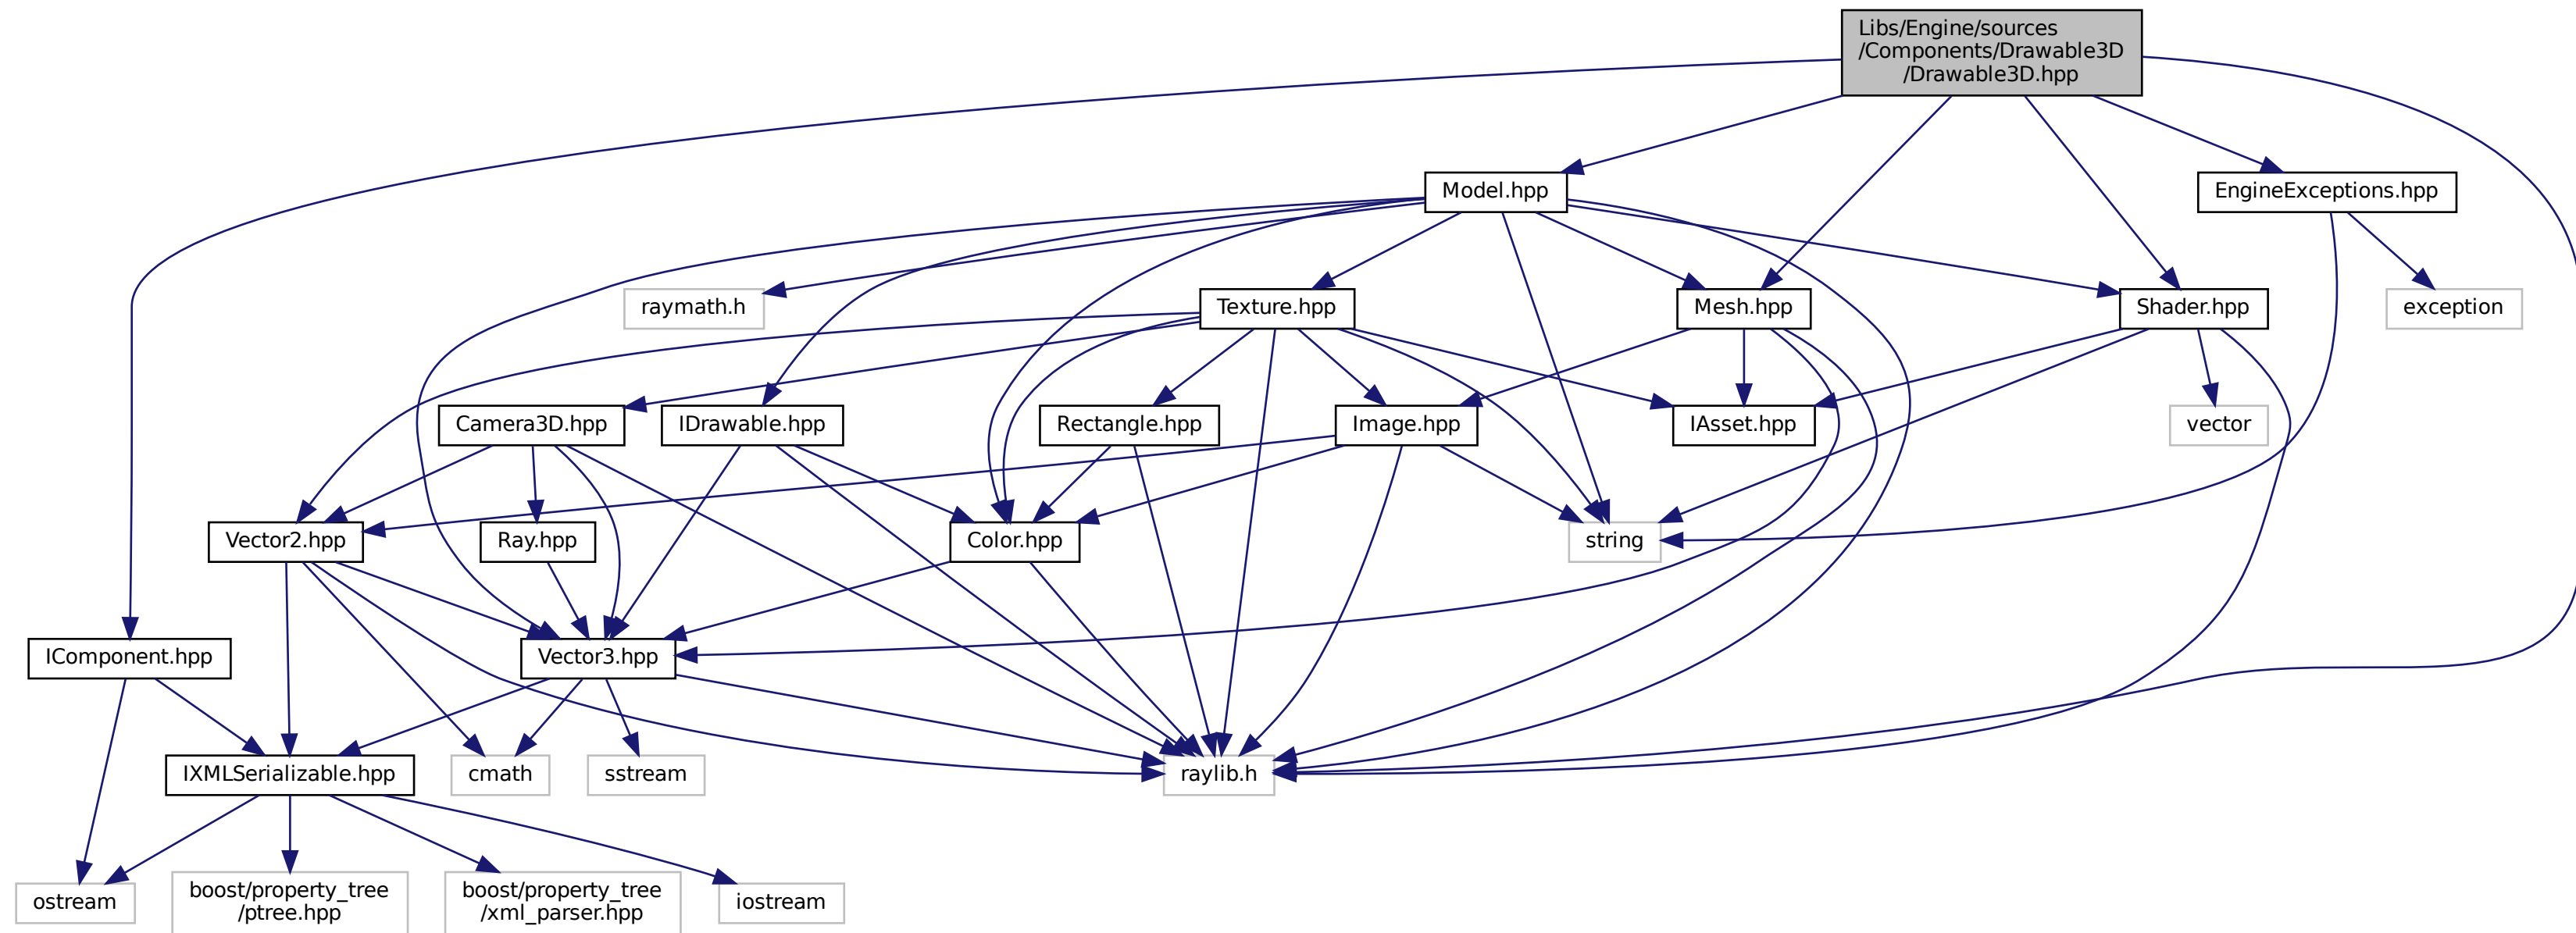 Libs/Engine/sources
/Components/Drawable3D
/Drawable3D.hpp
Model.hpp
EngineExceptions.hpp
raymath.h
Texture.hpp
Mesh.hpp
Shader.hpp
exception
Camera3D.hpp
IDrawable.hpp
Rectangle.hpp
Image.hpp
IAsset.hpp
vector
Vector2.hpp
Ray.hpp
Color.hpp
string
IComponent.hpp
Vector3.hpp
IXMLSerializable.hpp
cmath
sstream
raylib.h
ostream
boost/property_tree
/ptree.hpp
boost/property_tree
/xml_parser.hpp
iostream